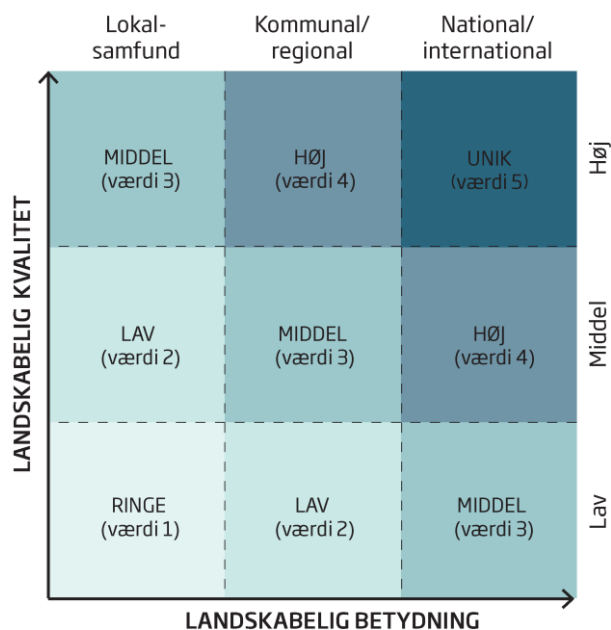 Lokal-
samfund
Kommunal/
regional
National/
international
LANDSKABELIG KVALITET
MIDDEL
(værdi 3)
HØJ
(værdi 4)
UNIK
(værdi 5)
Høj
LAV
(værdi 2)
MIDDEL
(værdi 3)
HØJ
(værdi 4)
Middel
RINGE
(værdi 1)
LAV
(værdi 2)
MIDDEL
(værdi 3)
Lav
LANDSKABELIG BETYDNING